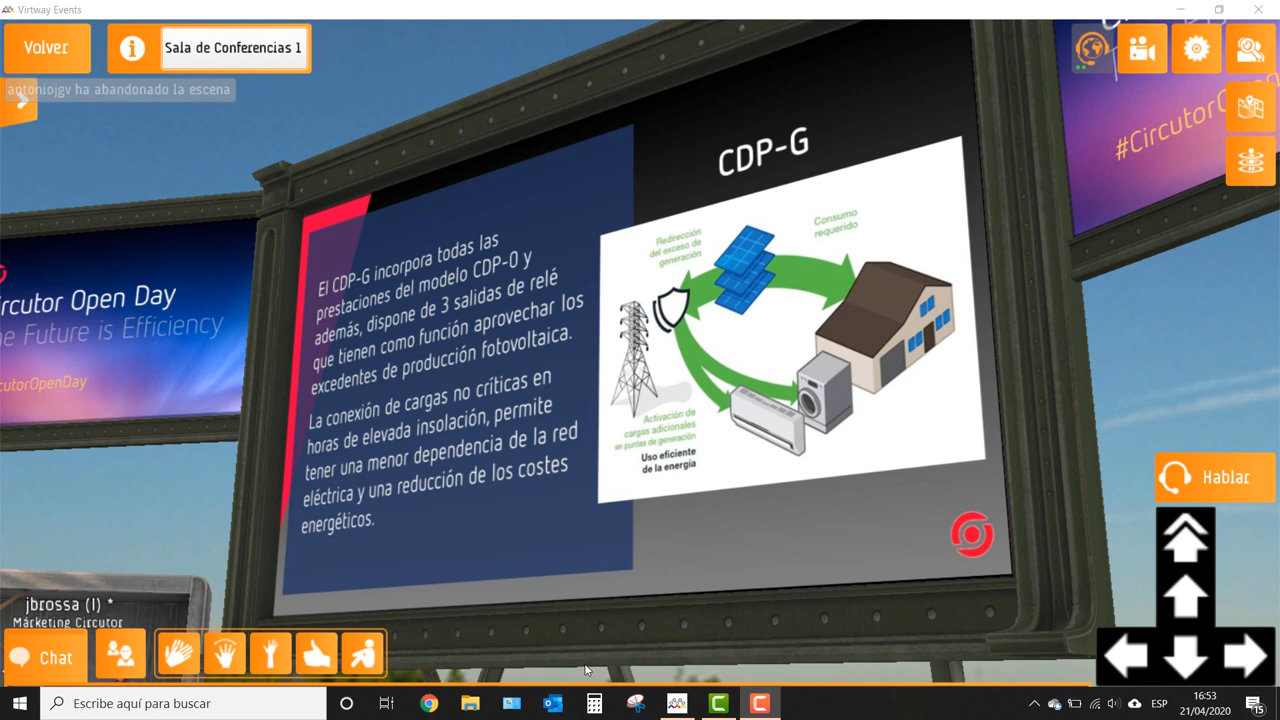 Virtway Events
Volver
Sala de Conferencias 1
antoniojgv ha abandonado la escena
CDP-G
El CDP-G incorpora todas las
prestaciones del modelo CDP-0 y
además, dispone de 3 salidas de relé
que tienen como función aprovechar los
excedentes de producción fotovoltaica.
La conexión de cargas no críticas en
horas de elevada insolación, permite
tener una menor dependencia de la red
eléctrica y una reducción de los costes
energéticos.
Redirección
del exceso de
generación
Consumo
requerido
Activación de
cargas adicionales
en puntas de generación
Uso eficiente
de la energía
ircutor Open Day
e Future is Efficiency
cutorOpenDay
#CircutorO
Hablar
jbrossa (I) *
Márketing Circutor
Chat
Escribe aquí para buscar
ESP
16:53
21/04/2020
15